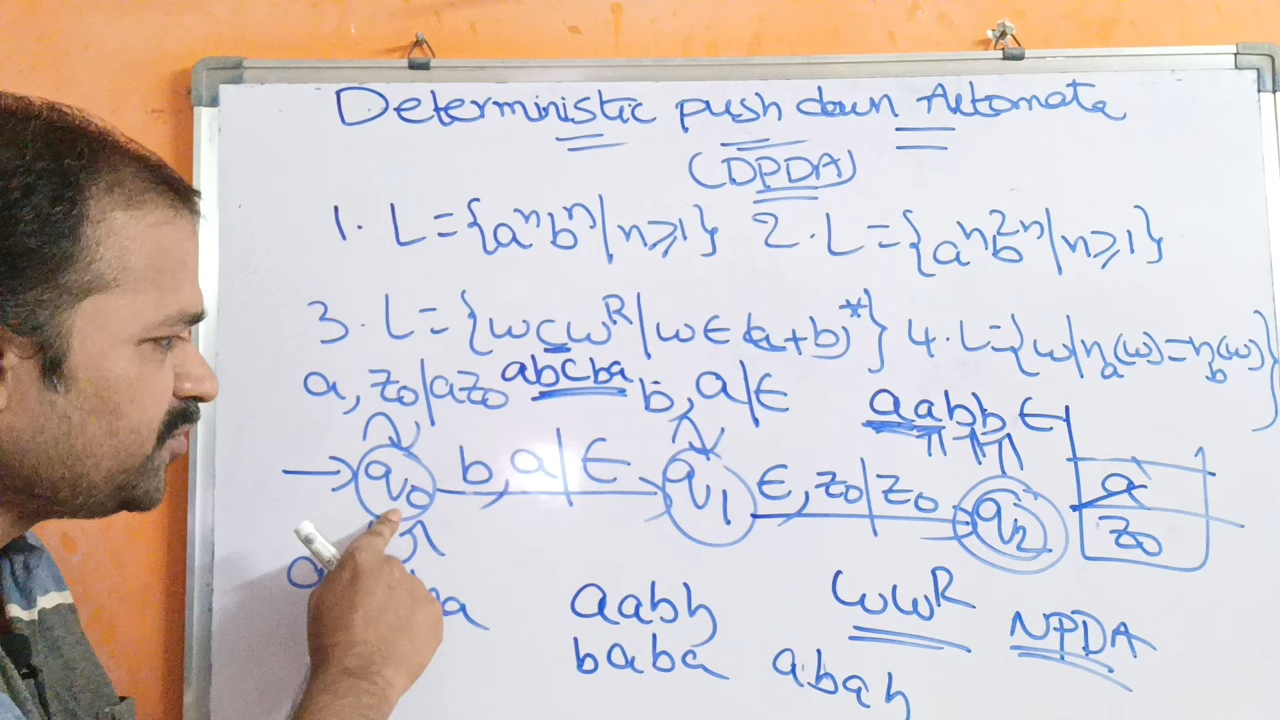 Deterministic push down Automata
(DPDA)
1. L={aⁿbⁿ/n≥1} 2. L={aⁿb²ⁿ/n≥1}
3. L={wcwᴿ/w∈(a+b)*} 4. L={w/nₐ(w)=n_b(w)}
a, z₀/az₀ abcba b, a/ε aabbε
→ q₀ b, a/ε q₁ ε, z₀/z₀ q₂ a
z₀
a
aabb wwᴿ NPDA
baba abab